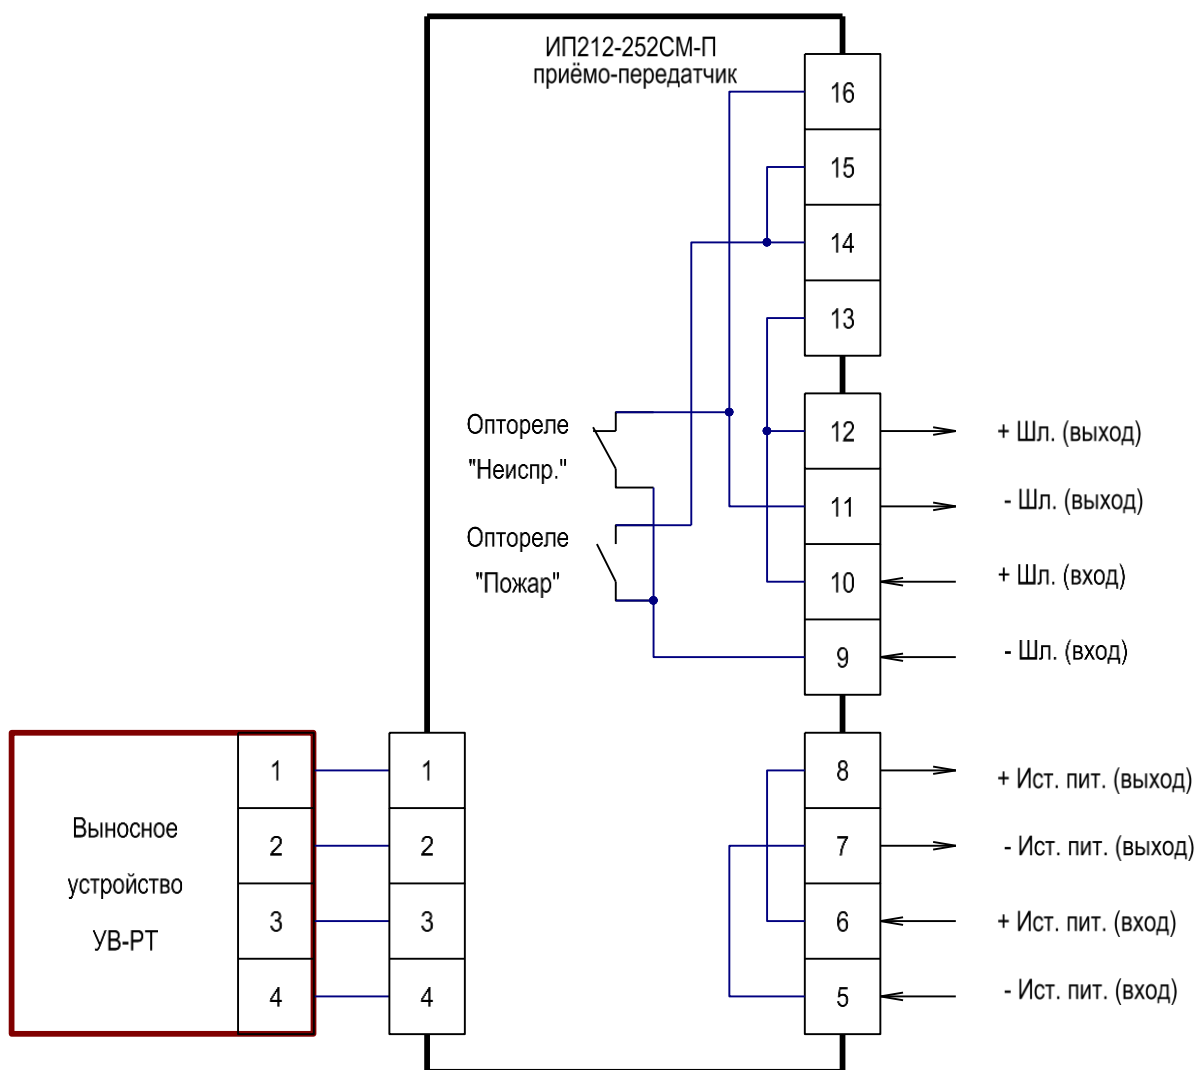 ИП212-252СМ-П
приёмо-передатчик
16
15
14
13
Оптореле
"Неиспр."
12
+ Шл. (выход)
11
- Шл. (выход)
Оптореле
"Пожар"
10
+ Шл. (вход)
9
- Шл. (вход)
Выносное
устройство
УВ-РТ
1
2
3
4
1
2
3
4
8
+ Ист. пит. (выход)
7
- Ист. пит. (выход)
6
+ Ист. пит. (вход)
5
- Ист. пит. (вход)